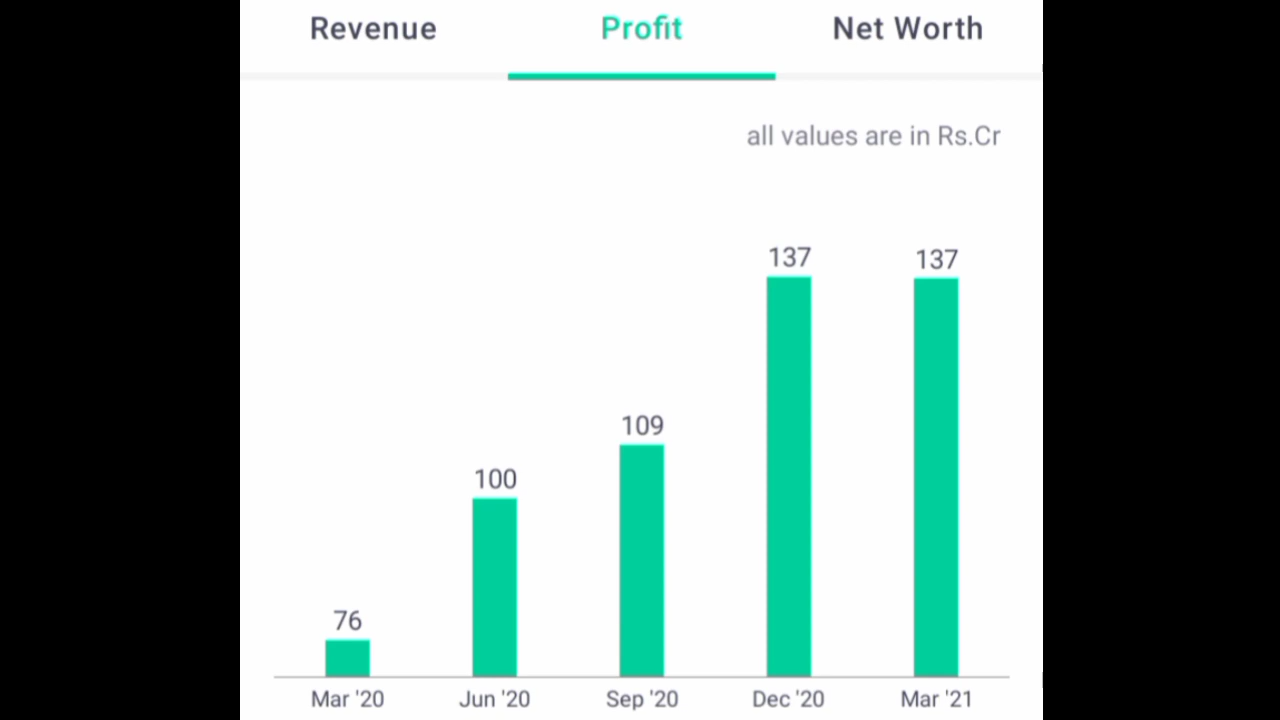 Revenue Profit Net Worth
all values are in Rs.Cr
137 137
109
100
76
Mar '20 Jun '20 Sep '20 Dec '20 Mar '21